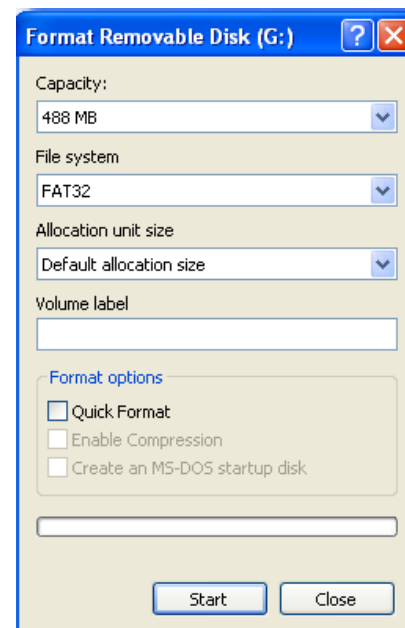 Format Removable Disk (G:)
Capacity:
488 MB
File system
FAT32
Allocation unit size
Default allocation size
Volume label
Format options
Quick Format
Enable Compression
Create an MS-DOS startup disk
Start Close